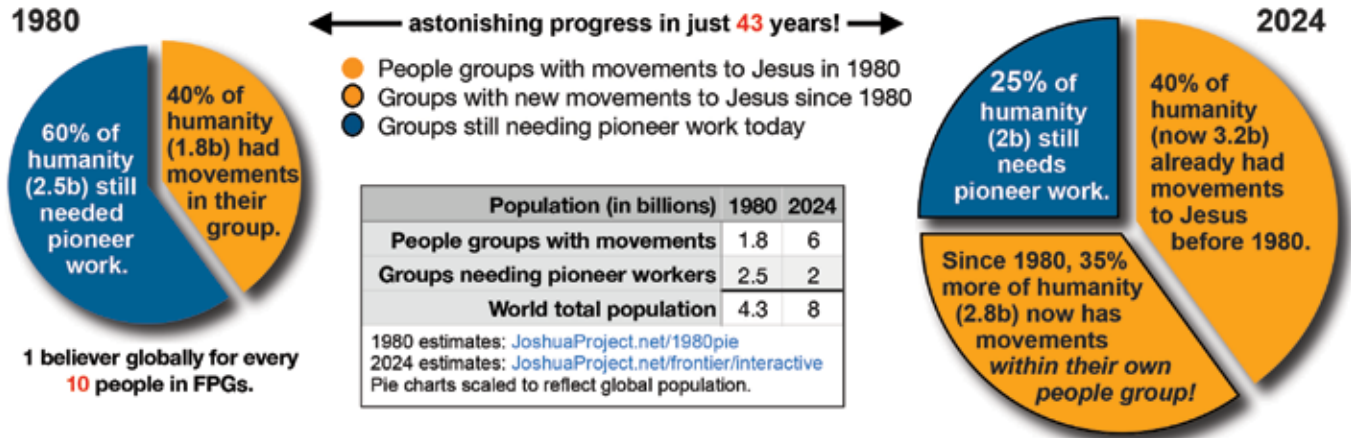 1980
astonishing progress in just 43 years!
2024
People groups with movements to Jesus in 1980
Groups with new movements to Jesus since 1980
Groups still needing pioneer work today
60% of
humanity
(2.5b) still
needed
pioneer
work.
40% of
humanity
(1.8b) had
movements
in their
group.
1 believer globally for every
10 people in FPGs.
Population (in billions) 1980 2024
People groups with movements 1.8 6
Groups needing pioneer workers 2.5 2
World total population 4.3 8
1980 estimates: JoshuaProject.net/1980pie
2024 estimates: JoshuaProject.net/frontier/interactive
Pie charts scaled to reflect global population.
25% of
humanity
(2b) still
needs
pioneer work.
40% of
humanity
(now 3.2b)
already had
movements
to Jesus
before 1980.
Since 1980, 35%
more of humanity
(2.8b) now has
movements
within their own
people group!